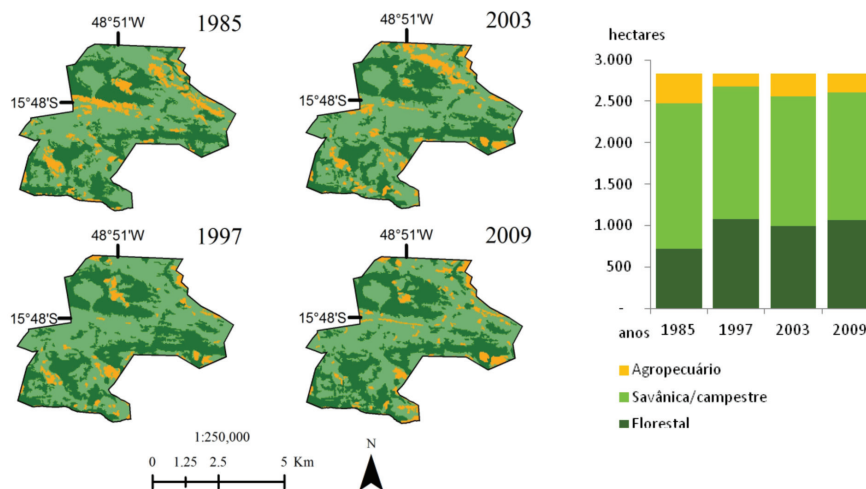 48°51'W
1985
15°48'S
48°51'W
2003
15°48'S
48°51'W
1997
15°48'S
48°51'W
2009
15°48'S
1:250,000
0 1.25 2.5 5 Km
N
hectares
3.000
2.500
2.000
1.500
1.000
500
-
anos 1985 1997 2003 2009
Agropecuário
Savânica/campestre
Florestal